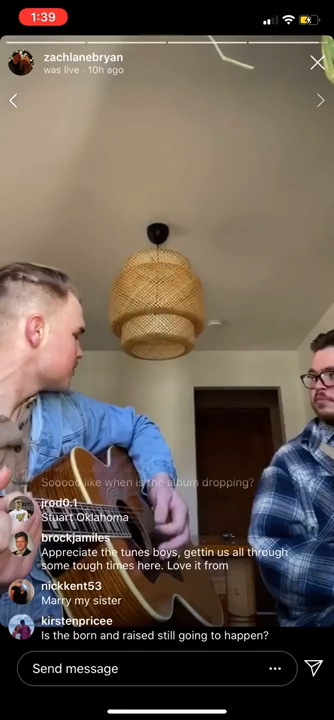 1:39
zachlanebryan
was live · 10h ago
Sooooo like when is the album dropping?
jrod0.1
Stuart Oklahoma
brockjamiles
Appreciate the tunes boys, gettin us all through
some tough times here. Love it from
nickkent53
Marry my sister
kirstenpricee
Is the born and raised still going to happen?
Send message